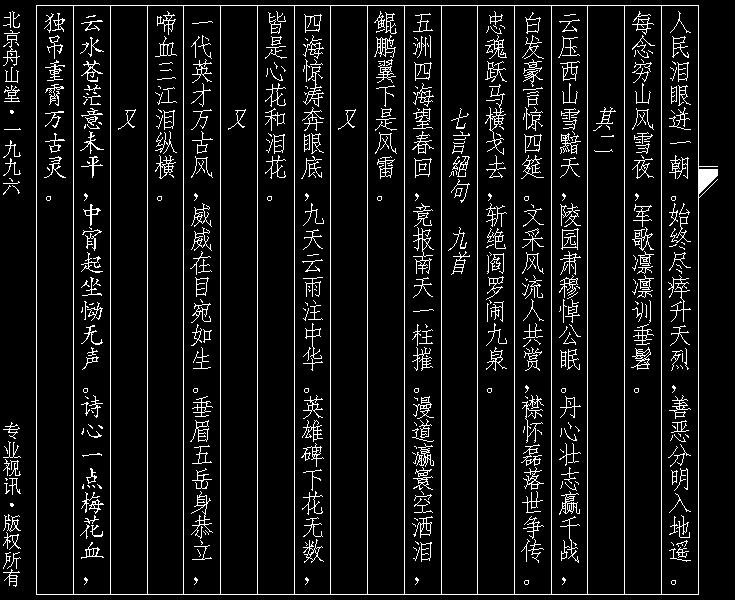 人民泪眼迸一朝。始终尽瘁升天烈，善恶分明入地遥。
每念穷山风雪夜，军歌凛凛训垂髫。
其二
云压西山雪黯天，陵园肃穆悼公眠。丹心壮志赢千战，
白发豪言惊四筵。文采风流人共赏，襟怀磊落世争传。
忠魂跃马横戈去，斩绝阎罗闹九泉。
七言绝句 九首
五洲四海望春回，竟报南天一柱摧。漫道瀛寰空洒泪，
鲲鹏翼下是风雷。
又
四海惊涛奔眼底，九天云雨注中华。英雄碑下花无数，
皆是心花和泪花。
又
一代英才万古风，威威在目宛如生。垂眉五岳身恭立，
啼血三江泪纵横。
又
云水苍茫意未平，中宵起坐恸无声。诗心一点梅花血，
独吊重霄万古灵。
北京舟山堂·一九九六
专业视讯·版权所有